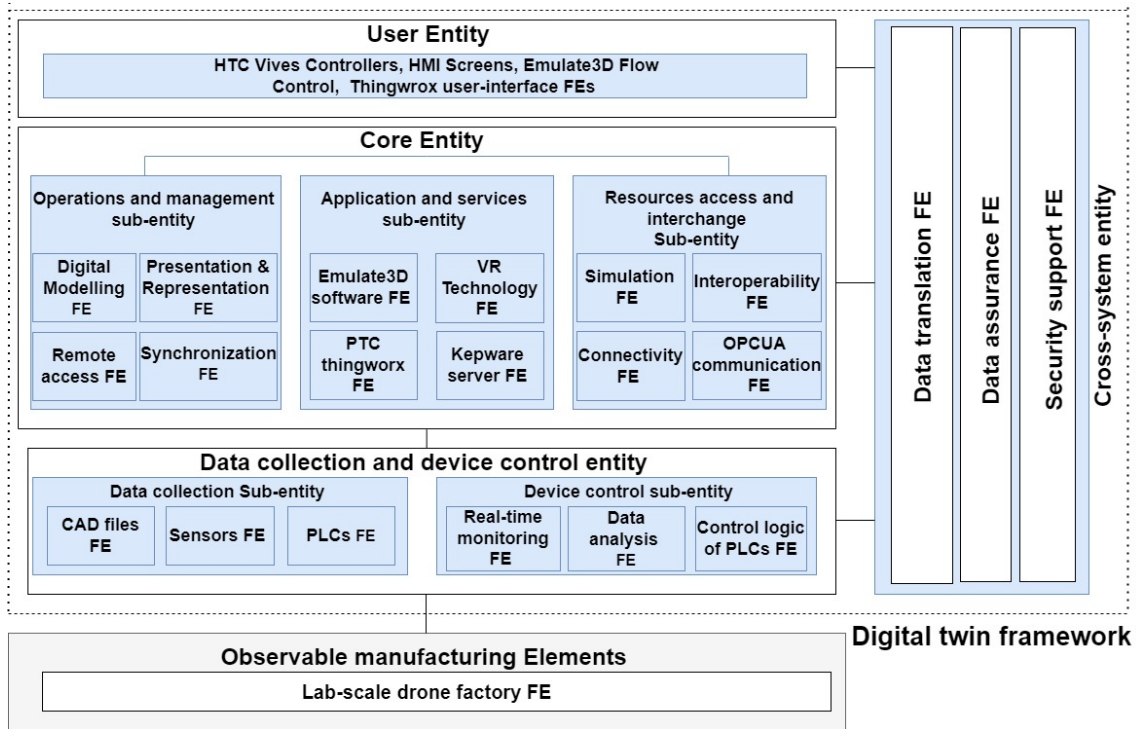 User Entity
HTC Vives Controllers, HMI Screens, Emulate3D Flow
Control, Thingwrox user-interface FEs
Core Entity
Operations and management
sub-entity
Digital
Modelling
FE
Presentation &
Representation
FE
Remote
access FE
Synchronization
FE
Application and services
sub-entity
Emulate3D
software FE
VR
Technology
FE
PTC
thingworx
FE
Kepware
server FE
Resources access and
interchange
Sub-entity
Simulation
FE
Interoperability
FE
Connectivity
FE
OPCUA
communication
FE
Data collection and device control entity
Data collection Sub-entity
CAD files
FE
Sensors FE
PLCs FE
Device control sub-entity
Real-time
monitoring
FE
Data
analysis
FE
Control logic
of PLCs FE
Data translation FE
Data assurance FE
Security support FE
Cross-system entity
Digital twin framework
Observable manufacturing Elements
Lab-scale drone factory FE